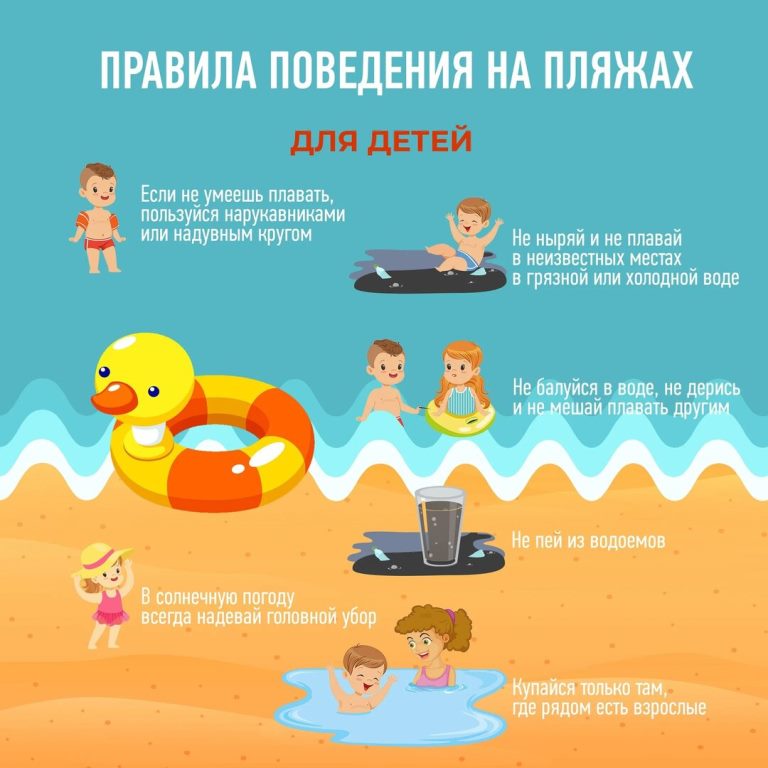 ПРАВИЛА ПОВЕДЕНИЯ НА ПЛЯЖАХ
ДЛЯ ДЕТЕЙ
Если не умеешь плавать,
пользуйся нарукавниками
или надувным кругом
Не ныряй и не плавай
в неизвестных местах
в грязной или холодной воде
Не балуйся в воде, не дерись
и не мешай плавать другим
Не пей из водоемов
В солнечную погоду
всегда надевай головной убор
Купайся только там,
где рядом есть взрослые